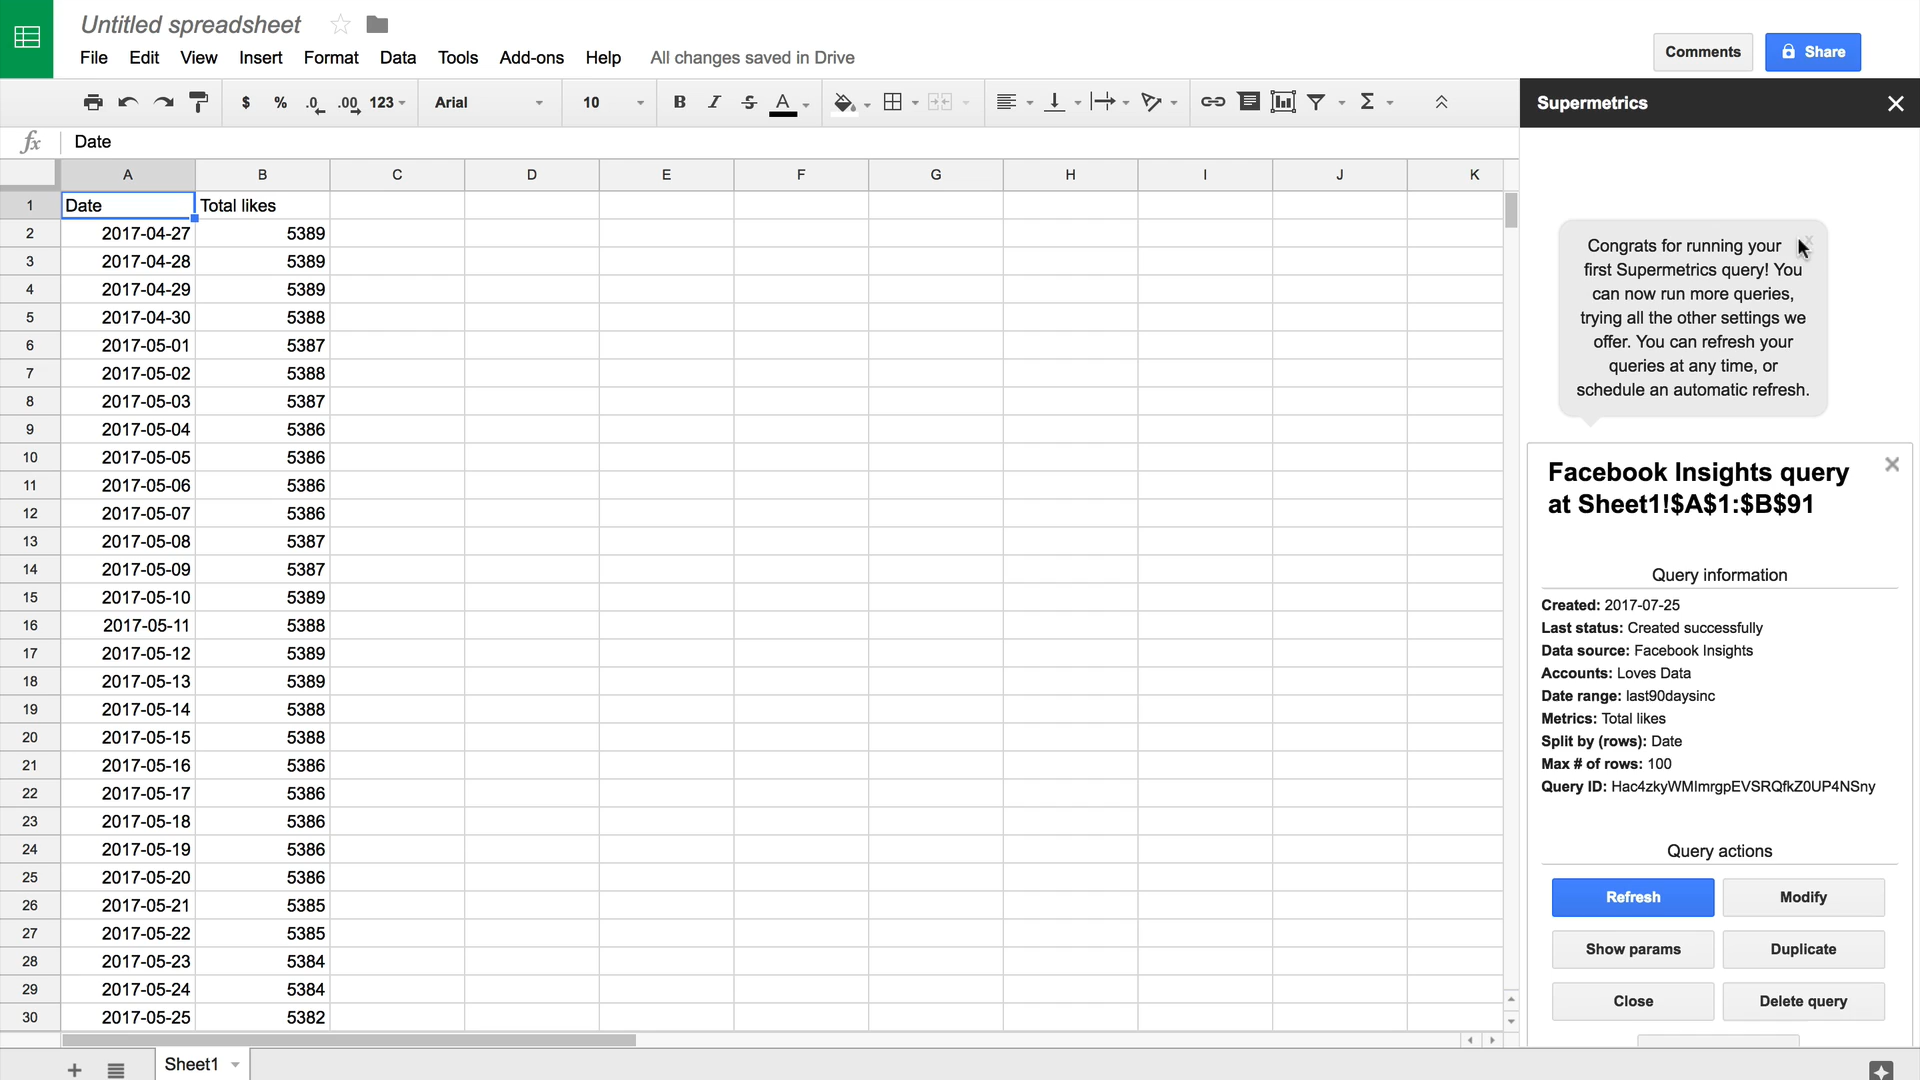 Untitled spreadsheet
File Edit View Insert Format Data Tools Add-ons Help All changes saved in Drive
Comments Share
$ % .0 .00 123 Arial 10 B I S A Σ
Supermetrics
fx Date
A B C D E F G H I J K
1 Date Total likes
2 2017-04-27 5389
3 2017-04-28 5389
4 2017-04-29 5389
5 2017-04-30 5388
6 2017-05-01 5387
7 2017-05-02 5388
8 2017-05-03 5387
9 2017-05-04 5386
10 2017-05-05 5386
11 2017-05-06 5386
12 2017-05-07 5386
13 2017-05-08 5387
14 2017-05-09 5387
15 2017-05-10 5389
16 2017-05-11 5388
17 2017-05-12 5389
18 2017-05-13 5389
19 2017-05-14 5388
20 2017-05-15 5388
21 2017-05-16 5386
22 2017-05-17 5386
23 2017-05-18 5386
24 2017-05-19 5386
25 2017-05-20 5386
26 2017-05-21 5385
27 2017-05-22 5385
28 2017-05-23 5384
29 2017-05-24 5384
30 2017-05-25 5382
Sheet1
Congrats for running your
first Supermetrics query! You
can now run more queries,
trying all the other settings we
offer. You can refresh your
queries at any time, or
schedule an automatic refresh.
Facebook Insights query
at Sheet1!$A$1:$B$91
Query information
Created: 2017-07-25
Last status: Created successfully
Data source: Facebook Insights
Accounts: Loves Data
Date range: last90daysinc
Metrics: Total likes
Split by (rows): Date
Max # of rows: 100
Query ID: Hac4zkyWMImrgpEVSRQfkZ0UP4NSny
Query actions
Refresh Modify
Show params Duplicate
Close Delete query